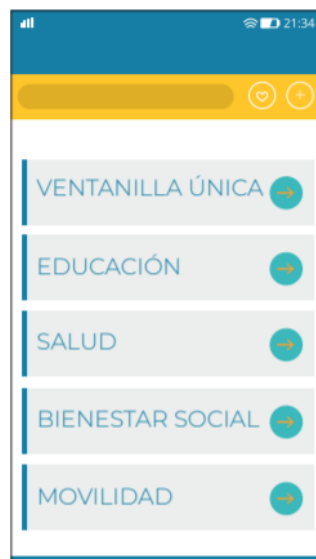 21:34
VENTANILLA ÚNICA
EDUCACIÓN
SALUD
BIENESTAR SOCIAL
MOVILIDAD